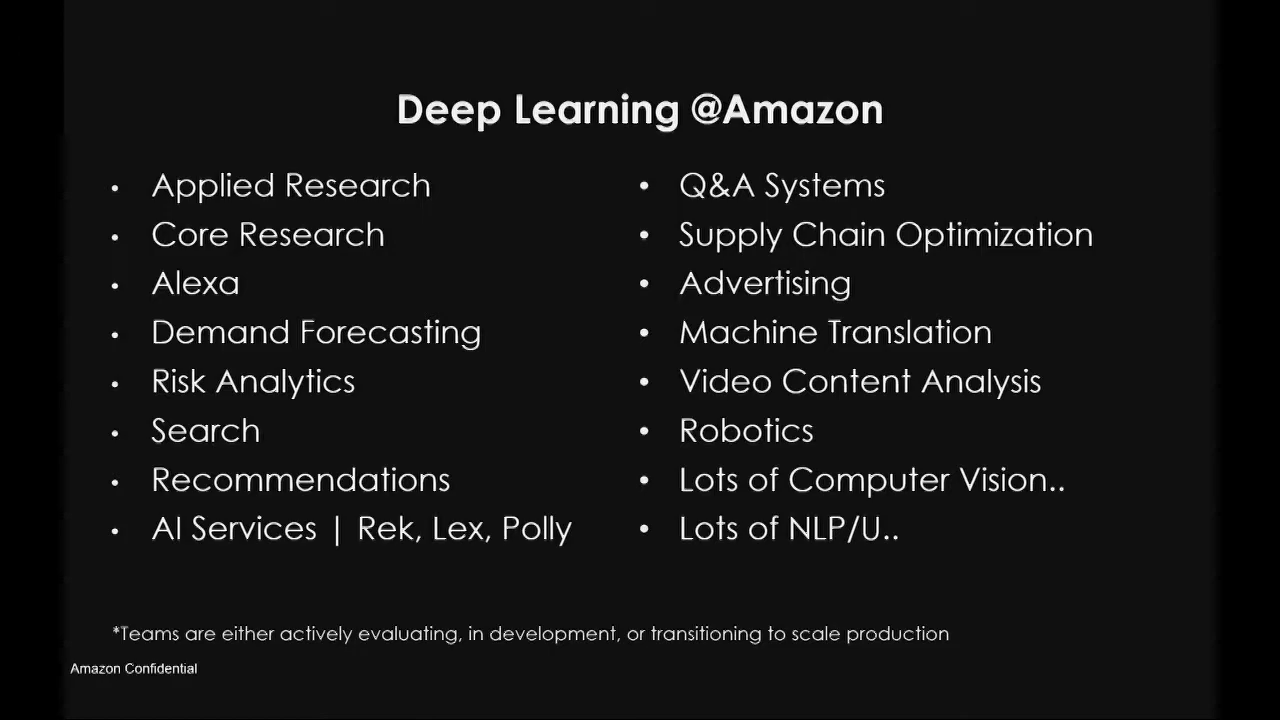 Deep Learning @Amazon
• Applied Research
• Core Research
• Alexa
• Demand Forecasting
• Risk Analytics
• Search
• Recommendations
• AI Services | Rek, Lex, Polly
• Q&A Systems
• Supply Chain Optimization
• Advertising
• Machine Translation
• Video Content Analysis
• Robotics
• Lots of Computer Vision..
• Lots of NLP/U..
*Teams are either actively evaluating, in development, or transitioning to scale production
Amazon Confidential